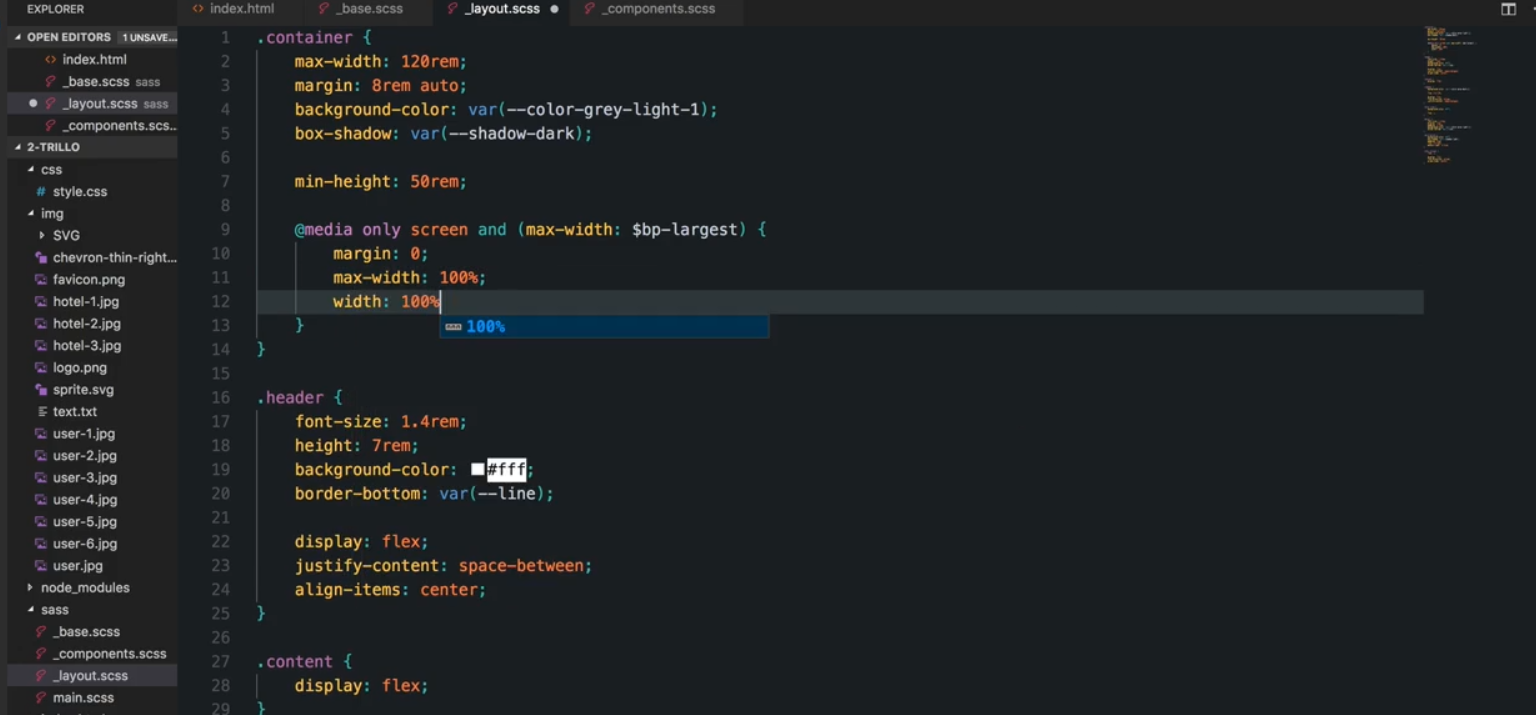 EXPLORER
OPEN EDITORS 1 UNSAVE...
index.html
_base.scss sass
_layout.scss sass
_components.scs...
2-TRILLO
css
# style.css
img
SVG
chevron-thin-right...
favicon.png
hotel-1.jpg
hotel-2.jpg
hotel-3.jpg
logo.png
sprite.svg
text.txt
user-1.jpg
user-2.jpg
user-3.jpg
user-4.jpg
user-5.jpg
user-6.jpg
user.jpg
node_modules
sass
_base.scss
_components.scss
_layout.scss
main.scss
<> index.html _base.scss _layout.scss _components.scss
1 .container {
2 max-width: 120rem;
3 margin: 8rem auto;
4 background-color: var(--color-grey-light-1);
5 box-shadow: var(--shadow-dark);
6
7 min-height: 50rem;
8
9 @media only screen and (max-width: $bp-largest) {
10 margin: 0;
11 max-width: 100%;
12 width: 100%
100%
13 }
14 }
15
16 .header {
17 font-size: 1.4rem;
18 height: 7rem;
19 background-color: #fff;
20 border-bottom: var(--line);
21
22 display: flex;
23 justify-content: space-between;
24 align-items: center;
25 }
26
27 .content {
28 display: flex;
29 }